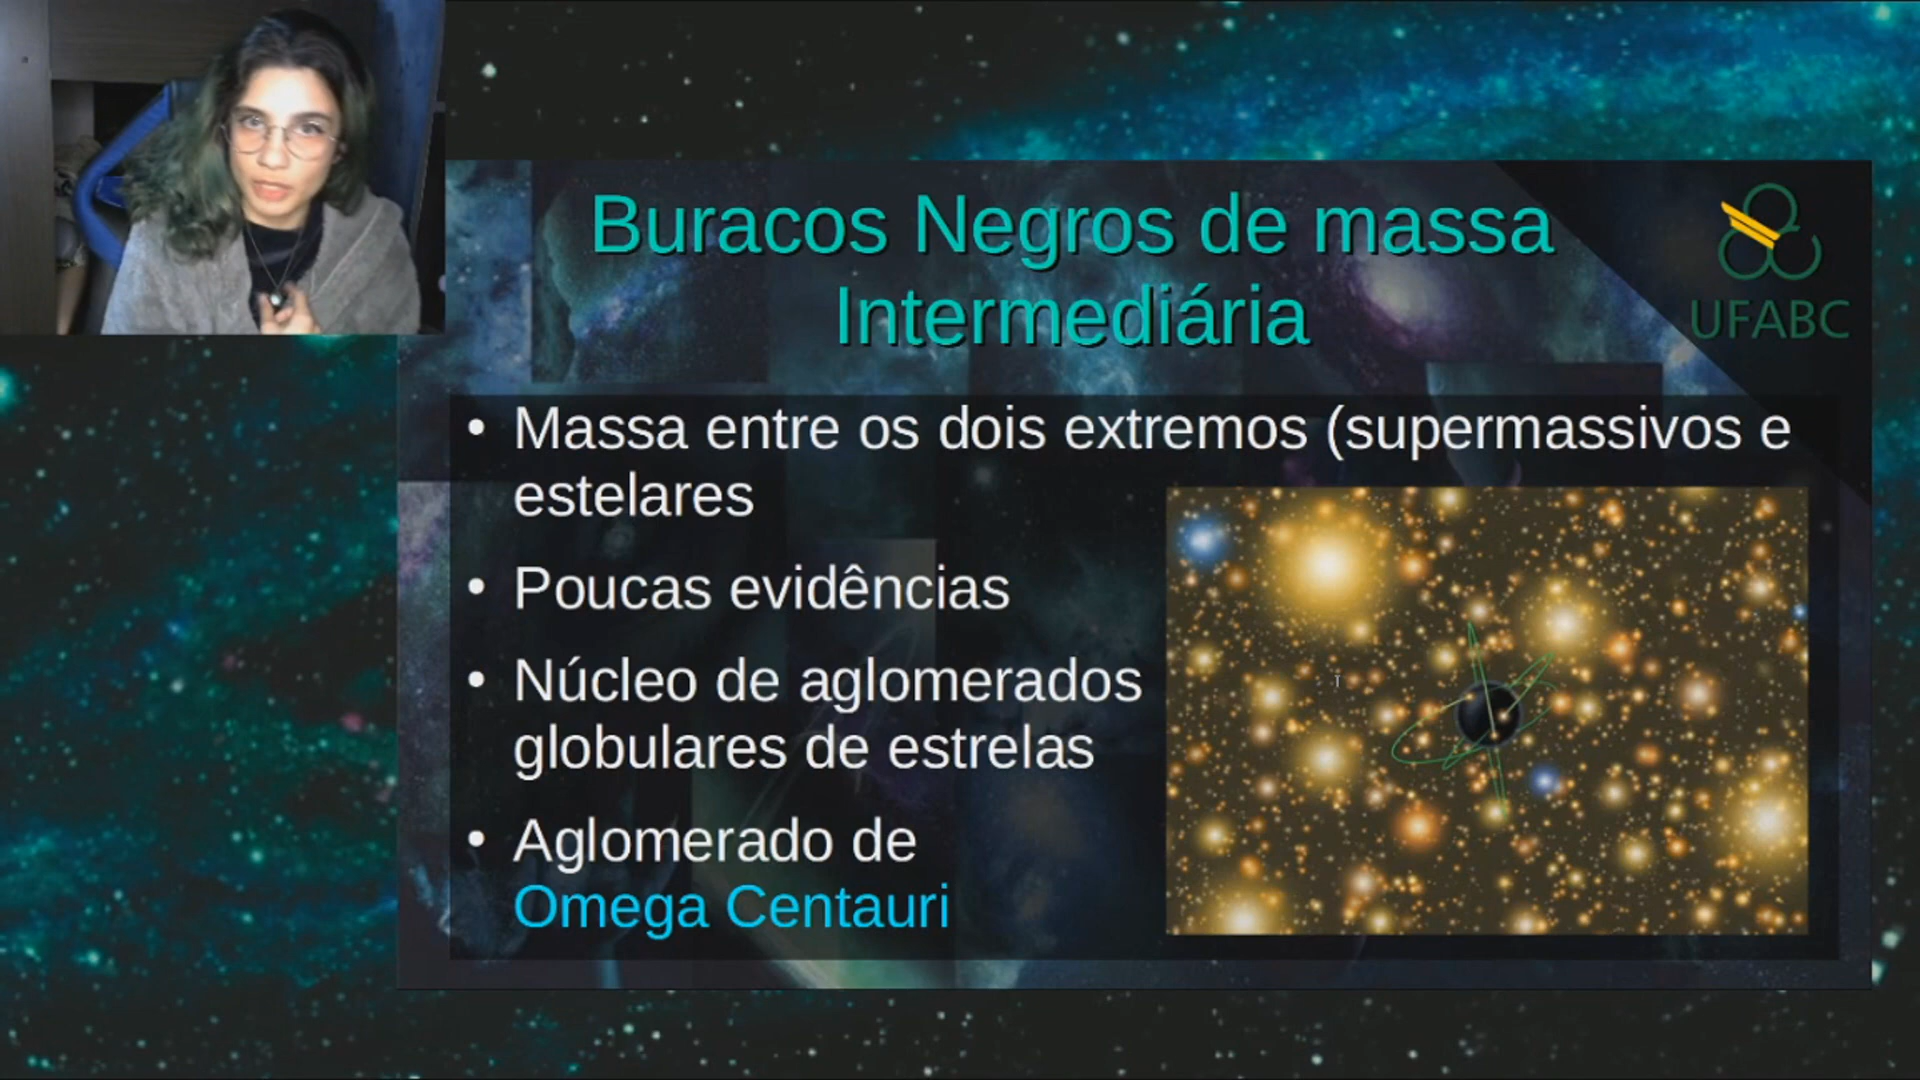 Buracos Negros de massa
Intermediária
UFABC
• Massa entre os dois extremos (supermassivos e
estelares
• Poucas evidências
• Núcleo de aglomerados
globulares de estrelas
• Aglomerado de
Omega Centauri